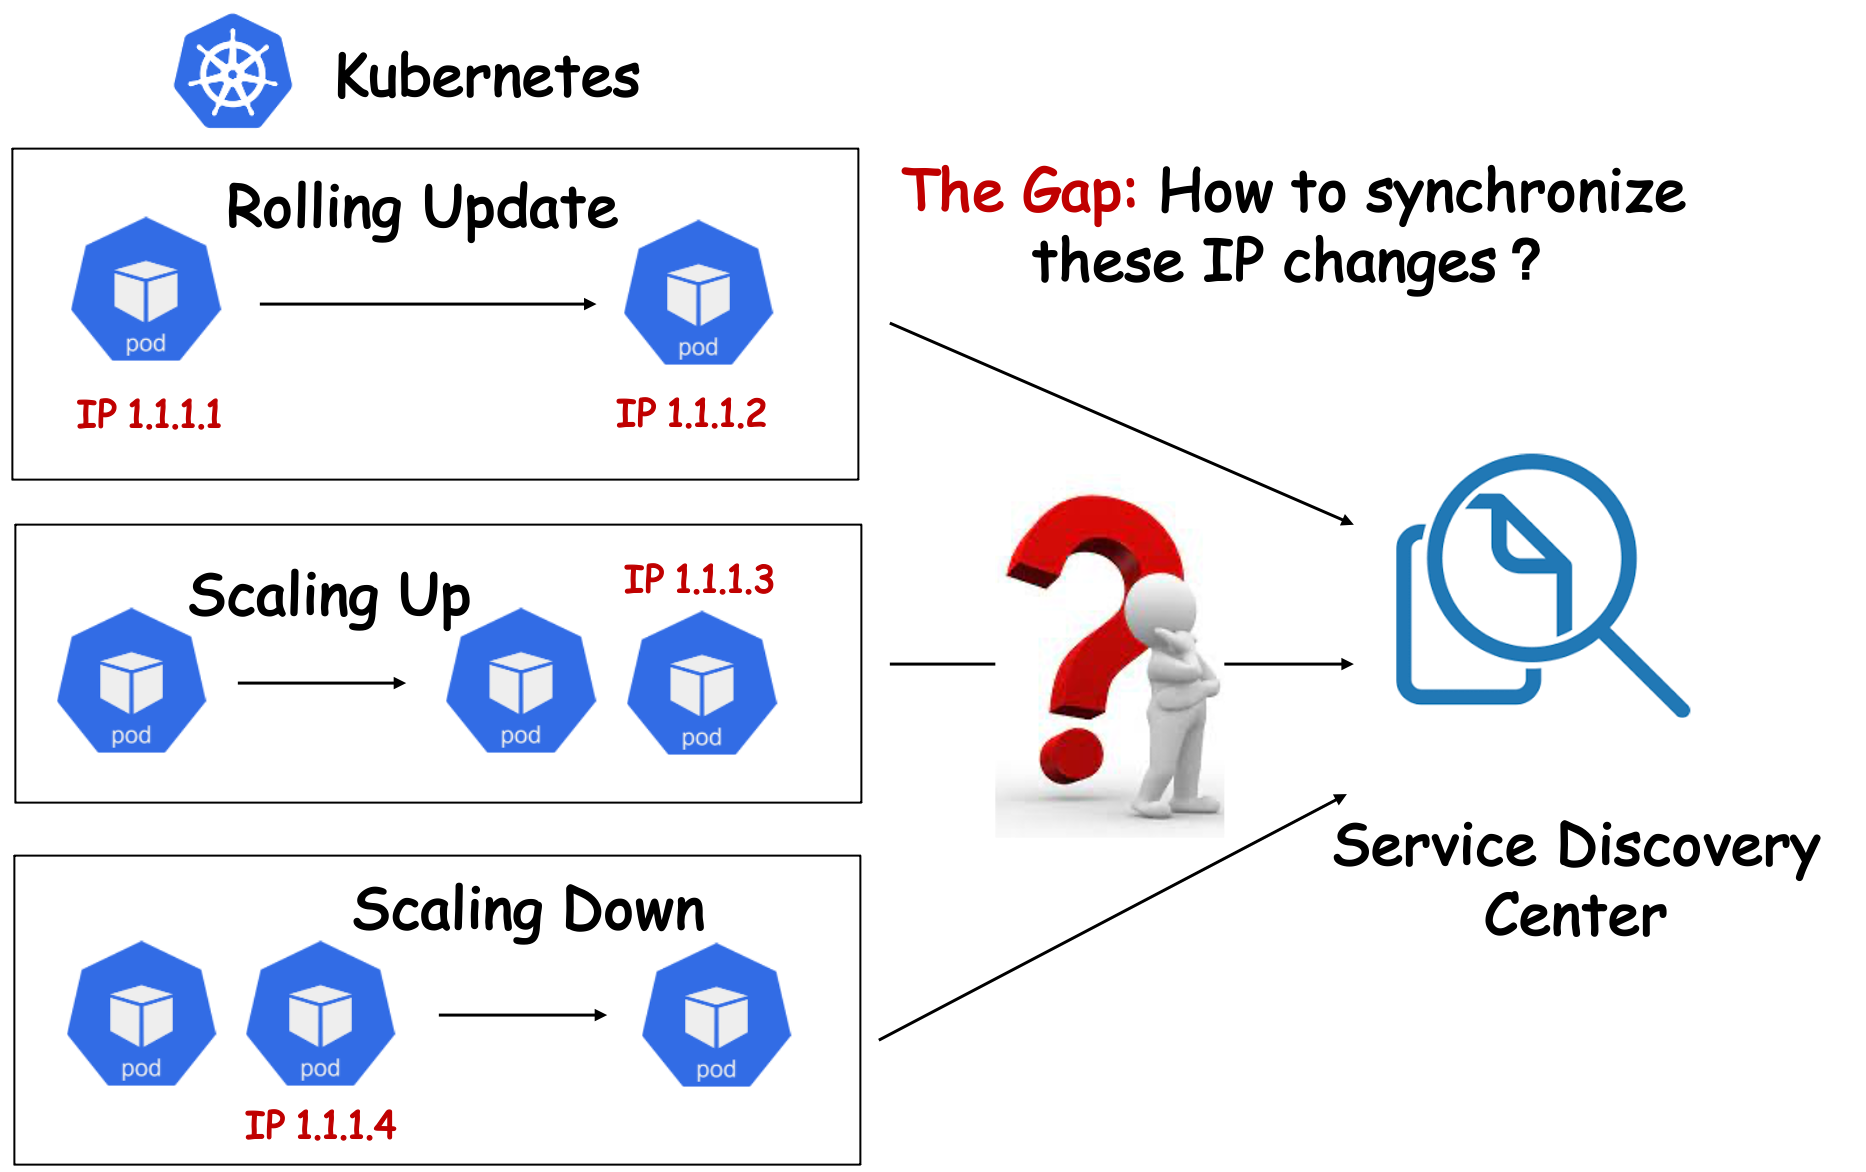 Kubernetes
Rolling Update
pod
pod
IP 1.1.1.1
IP 1.1.1.2
The Gap: How to synchronize
these IP changes ?
Scaling Up
IP 1.1.1.3
pod
pod
pod
Scaling Down
pod
pod
pod
IP 1.1.1.4
Service Discovery
Center